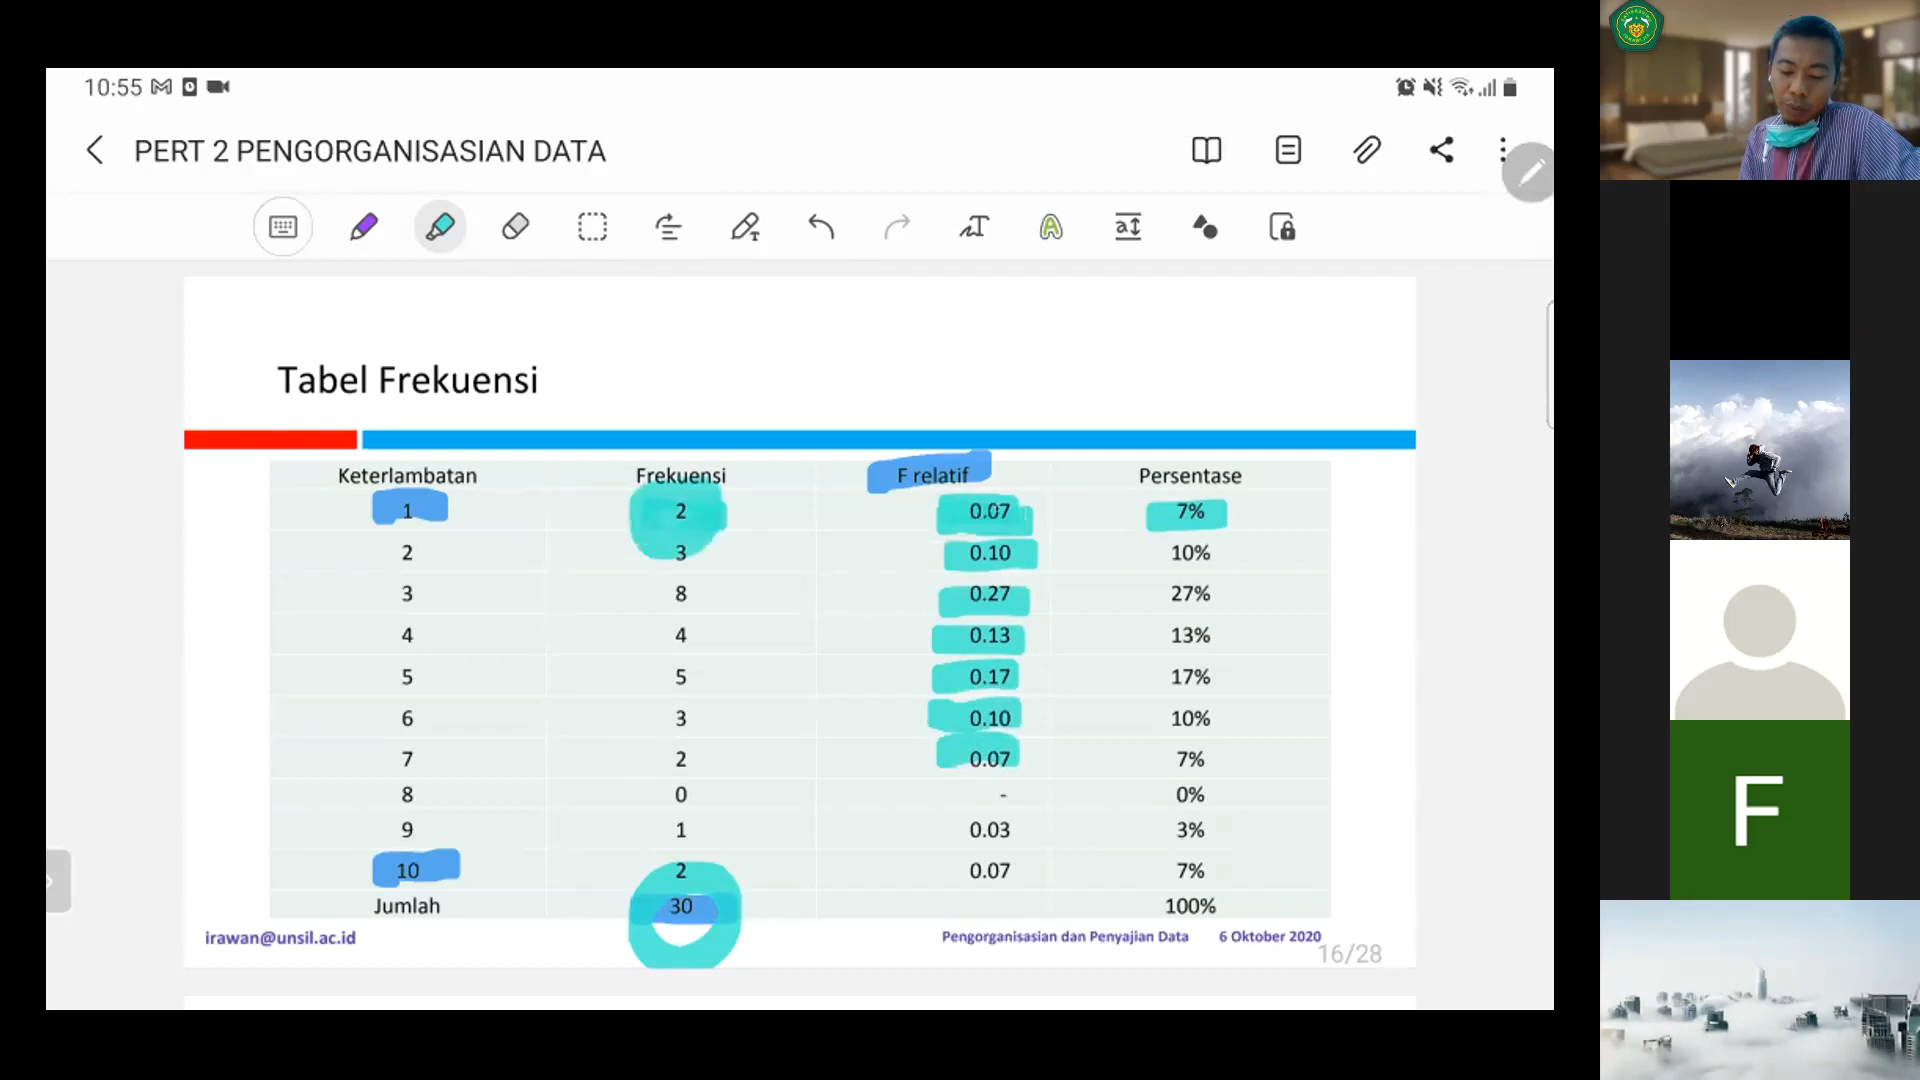 10:55
PERT 2 PENGORGANISASIAN DATA
Tabel Frekuensi
Keterlambatan Frekuensi F relatif Persentase
1 2 0.07 7%
2 3 0.10 10%
3 8 0.27 27%
4 4 0.13 13%
5 5 0.17 17%
6 3 0.10 10%
7 2 0.07 7%
8 0 - 0%
9 1 0.03 3%
10 2 0.07 7%
Jumlah 30 100%
irawan@unsil.ac.id Pengorganisasian dan Penyajian Data 6 Oktober 2020
16/28
F